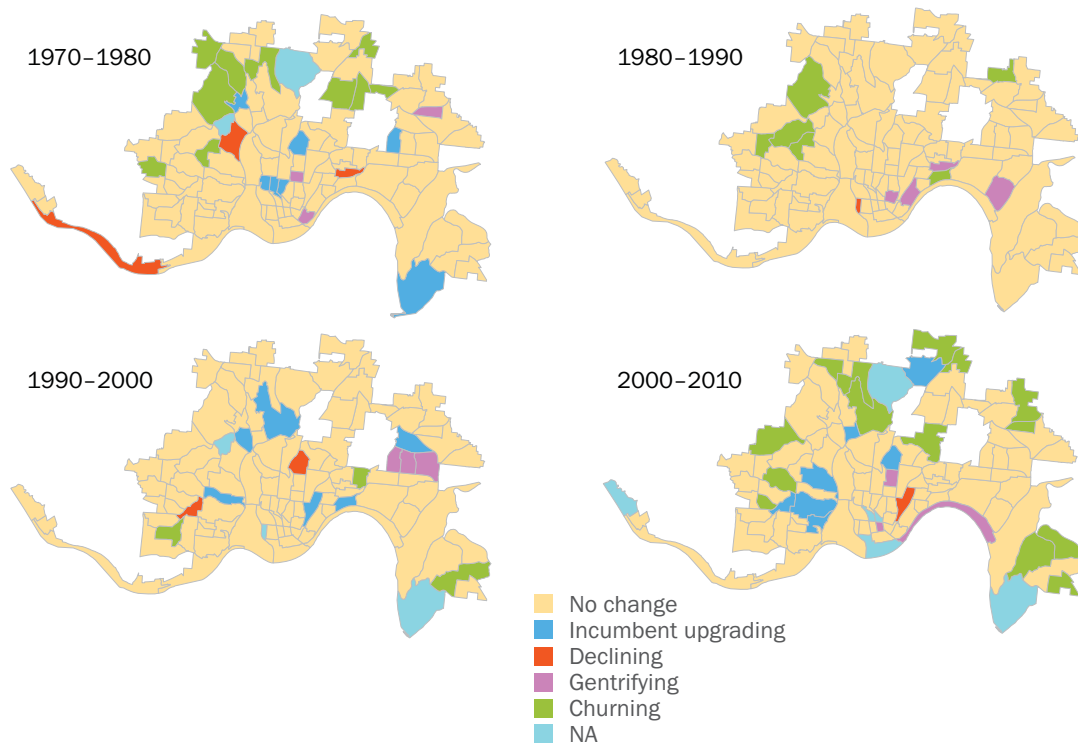 1970–1980
1980–1990
1990–2000
2000–2010
No change
Incumbent upgrading
Declining
Gentrifying
Churning
NA